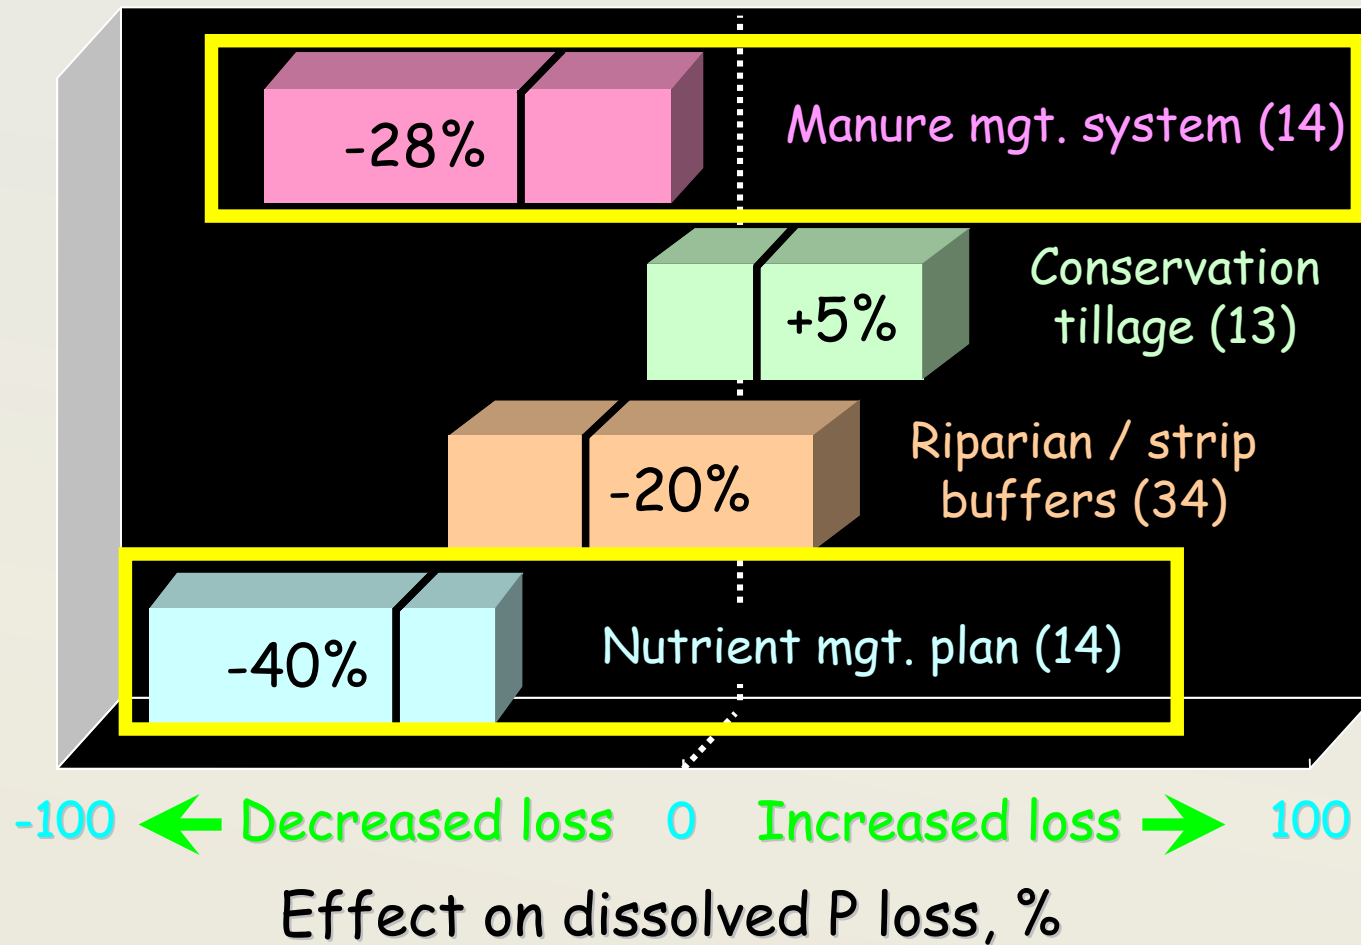 -28%
Manure mgt. system (14)
+5%
Conservation
tillage (13)
-20%
Riparian / strip
buffers (34)
-40%
Nutrient mgt. plan (14)
-100 Decreased loss 0 Increased loss 100
Effect on dissolved P loss, %